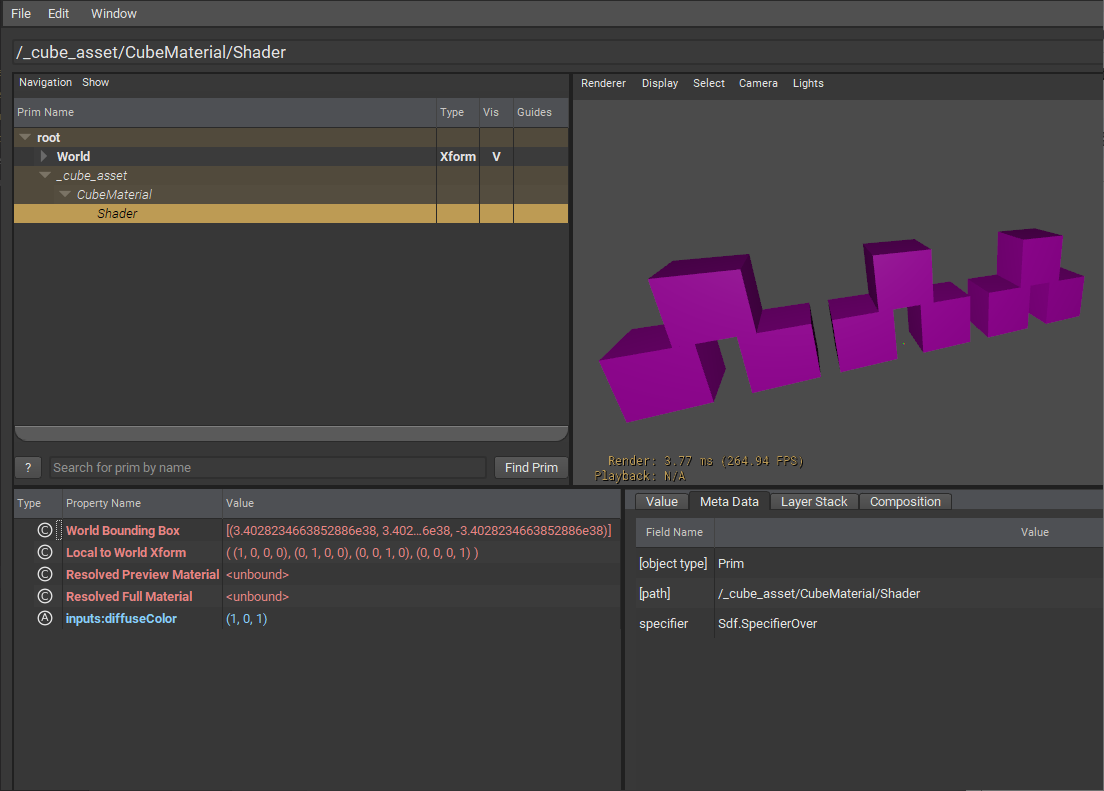 File Edit Window
/_cube_asset/CubeMaterial/Shader
Navigation Show
Prim Name Type Vis Guides
root
World Xform V
_cube_asset
CubeMaterial
Shader
? Search for prim by name Find Prim
Renderer Display Select Camera Lights
Render: 3.77 ms (264.94 FPS)
Playback: N/A
Type Property Name Value
C World Bounding Box [(3.4028234663852886e38, 3.402...6e38, -3.4028234663852886e38)]
C Local to World Xform ( (1, 0, 0, 0), (0, 1, 0, 0), (0, 0, 1, 0), (0, 0, 0, 1) )
C Resolved Preview Material <unbound>
C Resolved Full Material <unbound>
A inputs:diffuseColor (1, 0, 1)
Value Meta Data Layer Stack Composition
Field Name Value
[object type] Prim
[path] /_cube_asset/CubeMaterial/Shader
specifier Sdf.SpecifierOver